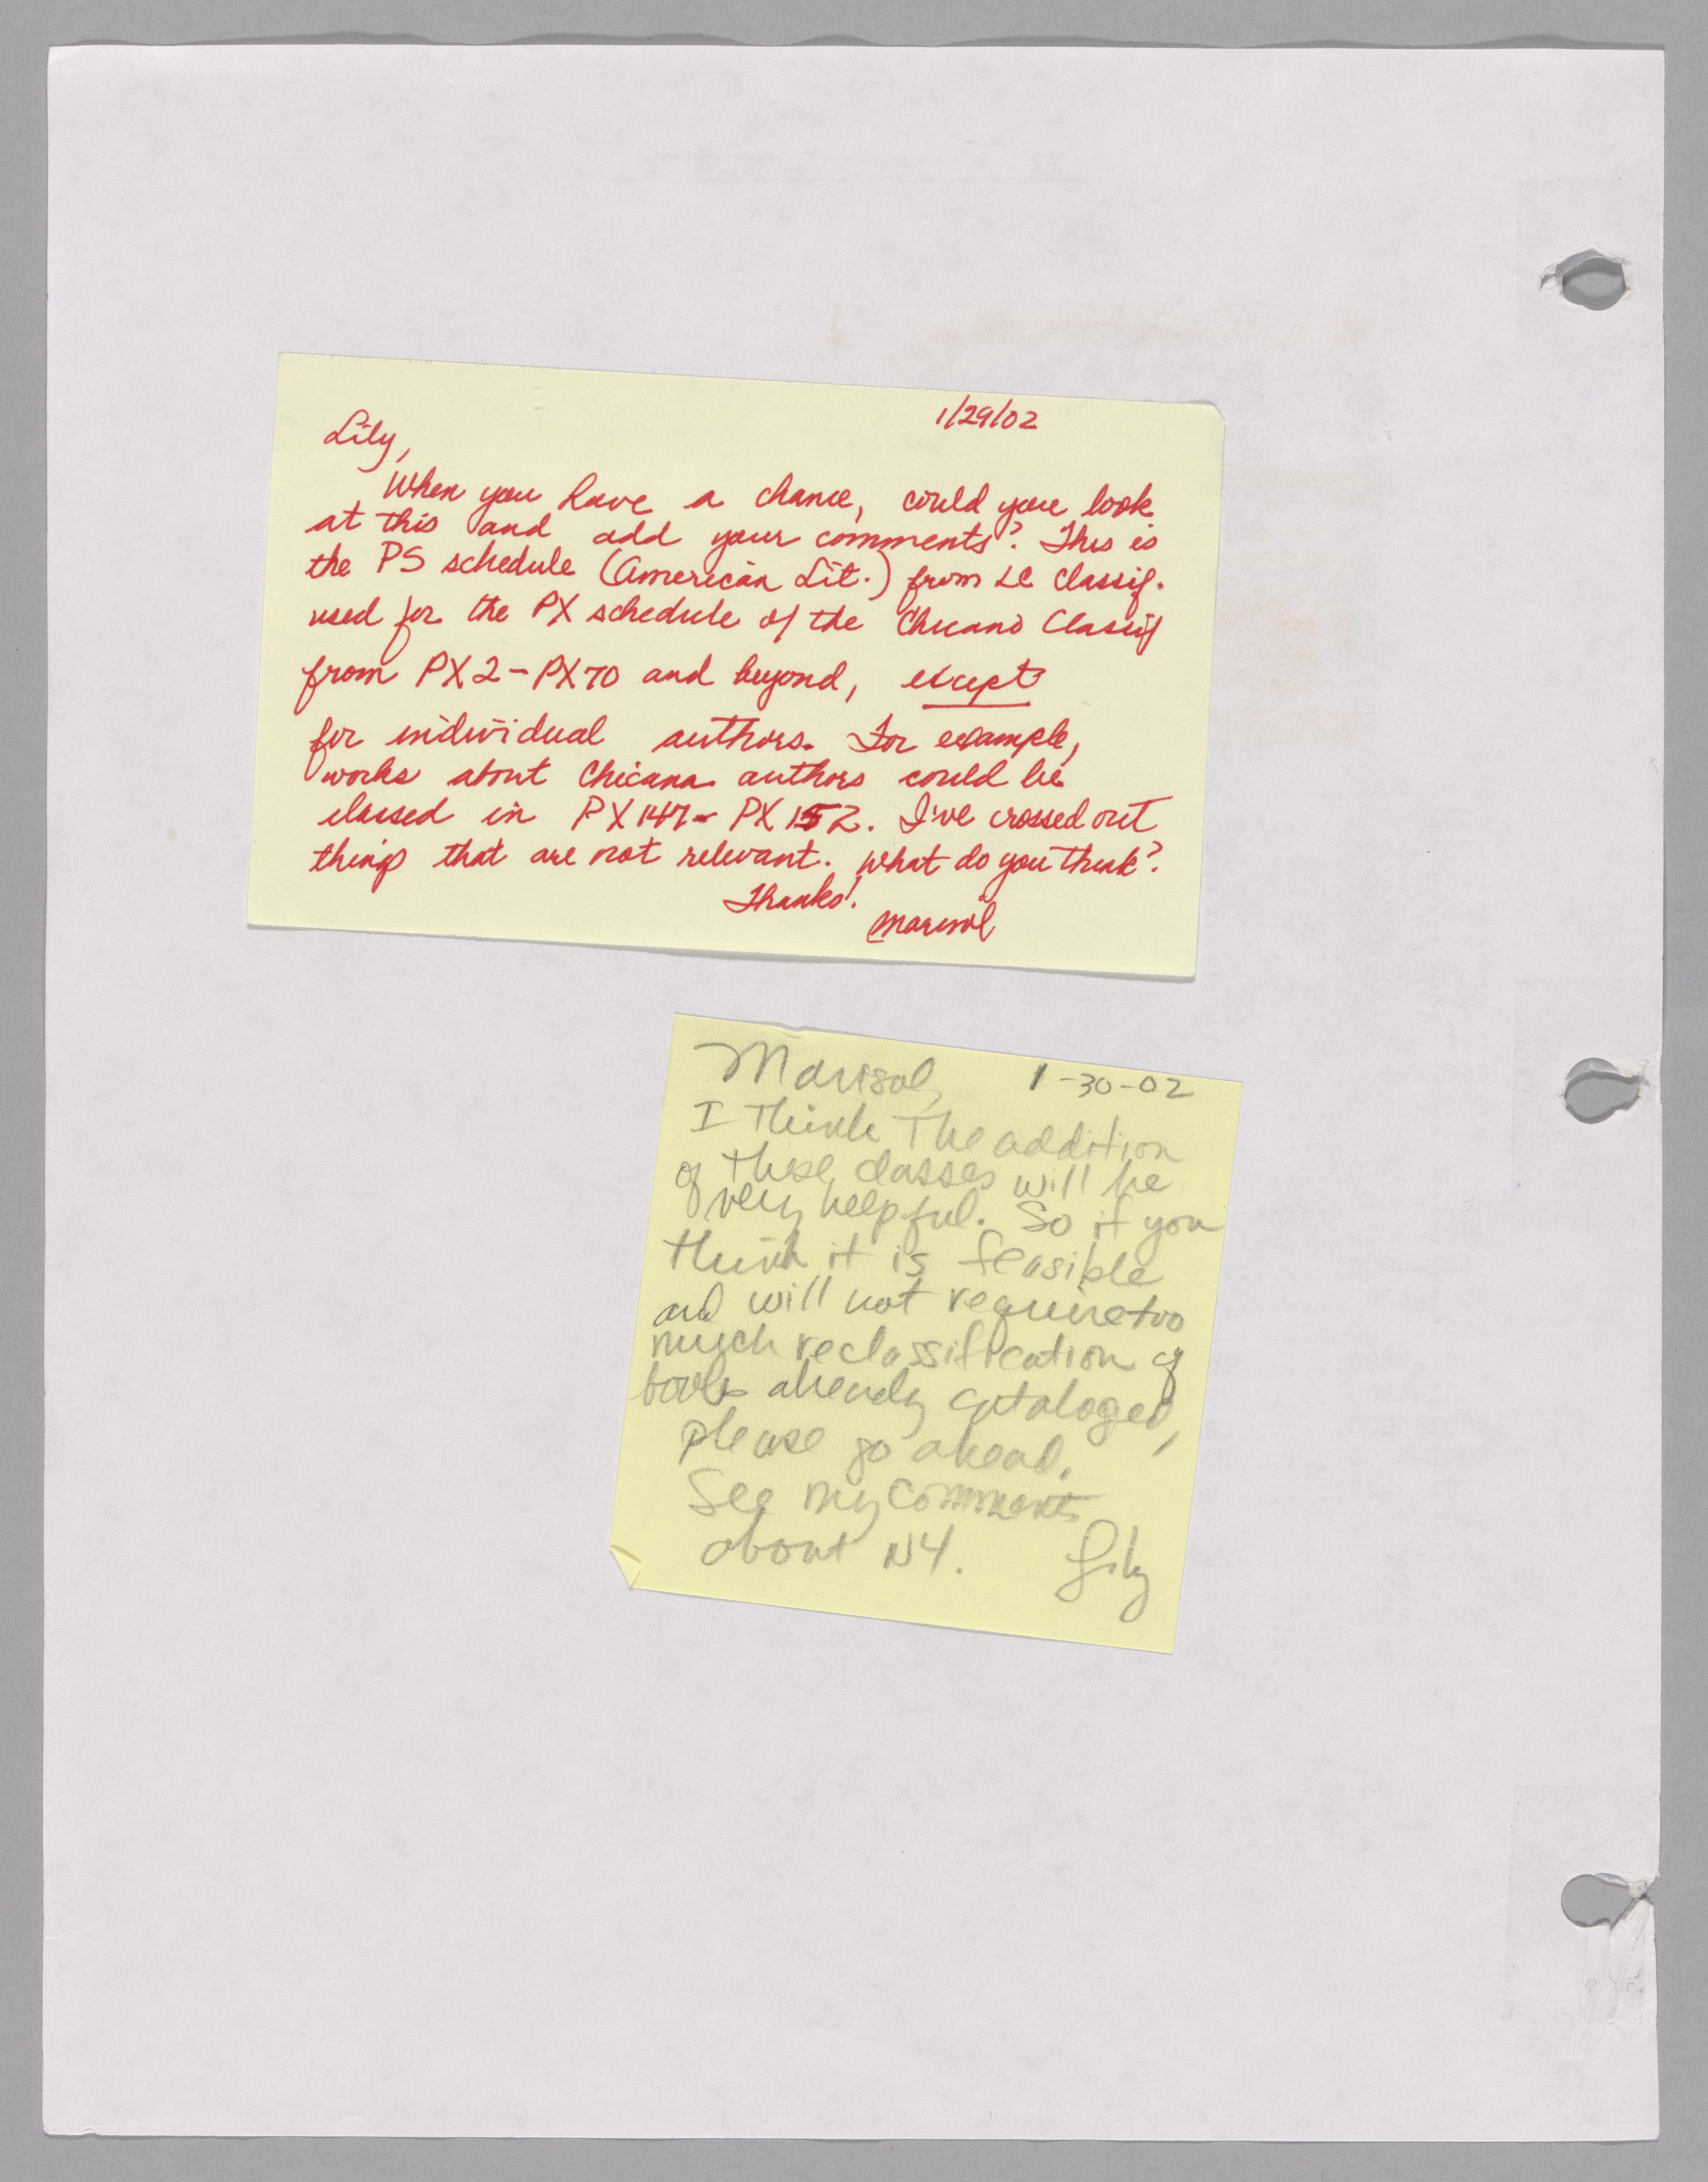 1/29/02
Lily,
When you have a chance, could you look
at this and add your comments? This is
the PS schedule (American Lit.) from LC Classif.
used for the PX schedule of the Chicano Classif
from PX2-PX70 and beyond, except
for individual authors. For example,
works about Chicana authors could be
classed in PX147- PX152. I've crossed out
things that are not relevant. What do you think?
Thanks!
Marisol
Marisol, 1-30-02
I think the addition
of these classes will be
very helpful. So if you
think it is feasible
and will not require too
much reclassification of
books already cataloged,
please go ahead.
See my comments
about NY. Lily